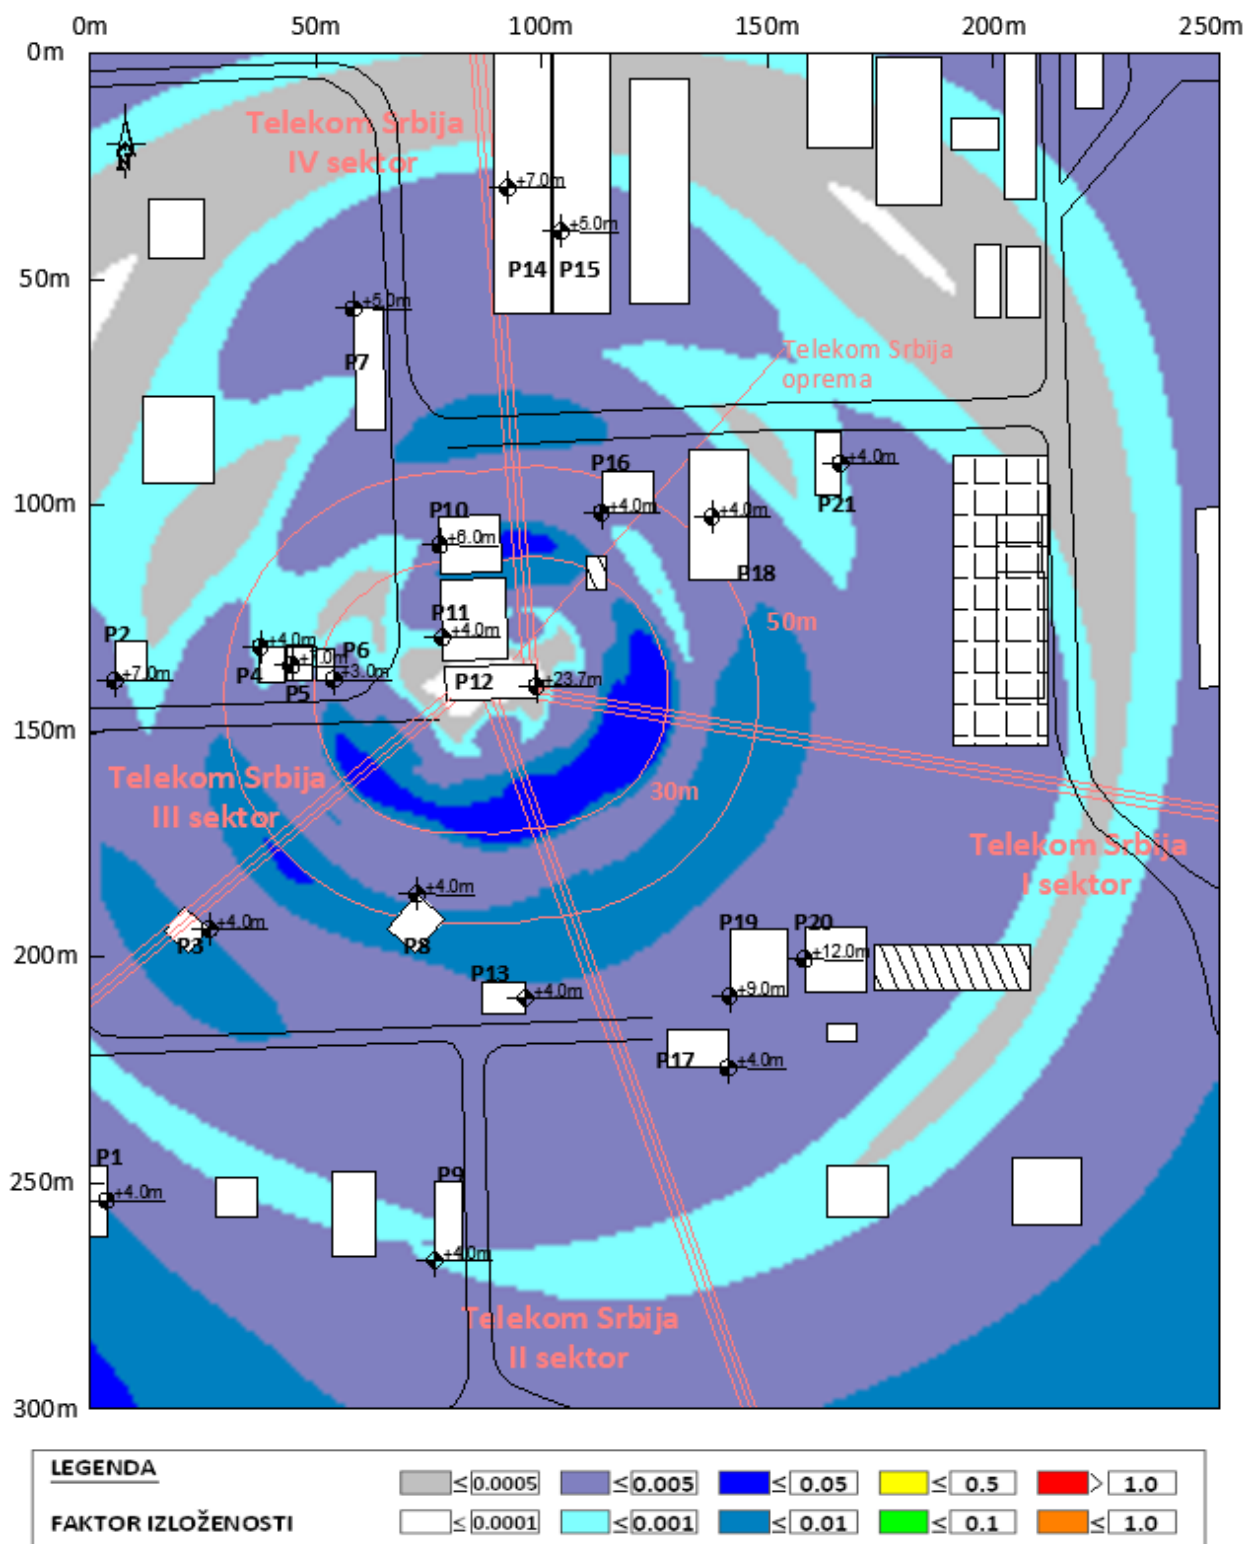 0m 50m 100m 150m 200m 250m
0m
Telekom Srbija
IV sektor
+7.0m
+5.0m
50m
P14 P15
+5.0m
P7
Telekom Srbija
oprema
P16
+4.0m
100m
P10
+4.0m
+4.0m
P21
P18
P11
50m
P2
+4.0m
+4.0m
P6
P4
+7.0m
+3.0m
P12
+23.7m
P5
150m
Telekom Srbija
III sektor
30m
Telekom Srbija
I sektor
+4.0m
+4.0m
P19 P20
P3
P8
200m
+12.0m
P13
+4.0m
+9.0m
P17
+4.0m
P1
250m
+4.0m
P9
+4.0m
Telekom Srbija
II sektor
300m
LEGENDA
≤ 0.0005 ≤ 0.005 ≤ 0.05 ≤ 0.5 > 1.0
FAKTOR IZLOŽENOSTI
≤ 0.0001 ≤ 0.001 ≤ 0.01 ≤ 0.1 ≤ 1.0